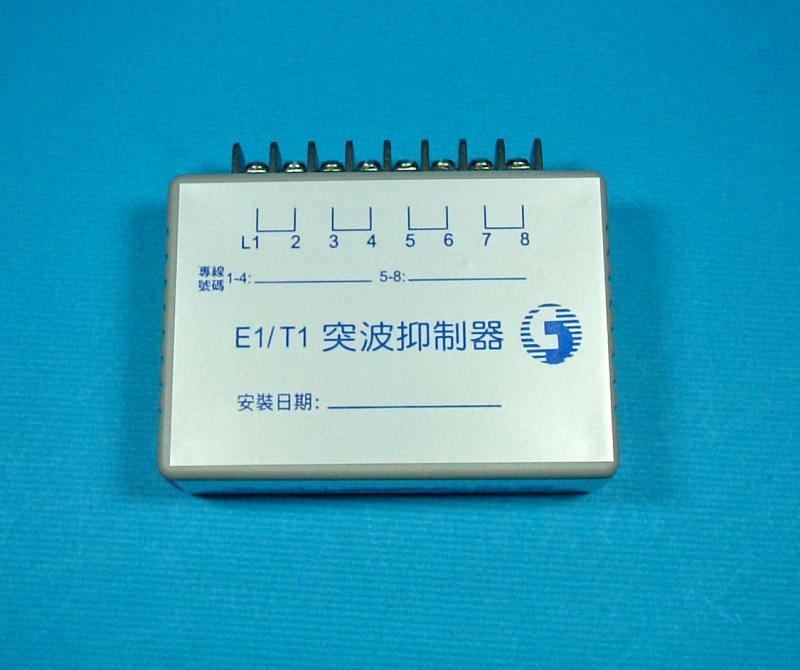 L1 2 3 4 5 6 7 8
專線號碼 1-4: 5-8:
E1/T1 突波抑制器
安裝日期: